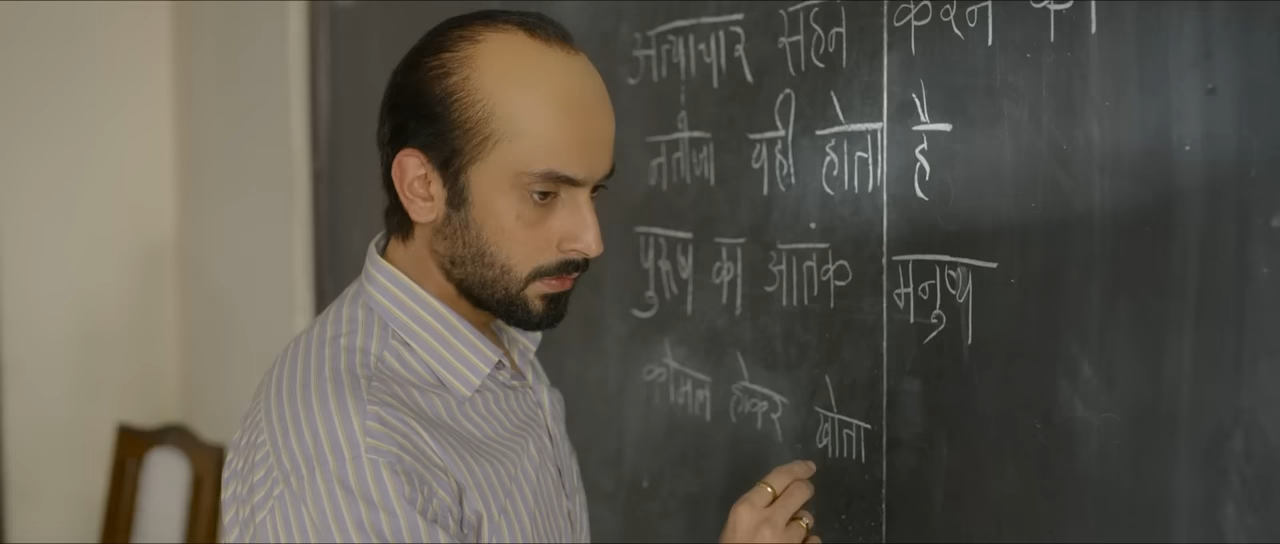 अत्याचार सहन करने का
नतीजा यही होता है
पुरूष का आतंक मनुष्य
कोमल होकर खोता